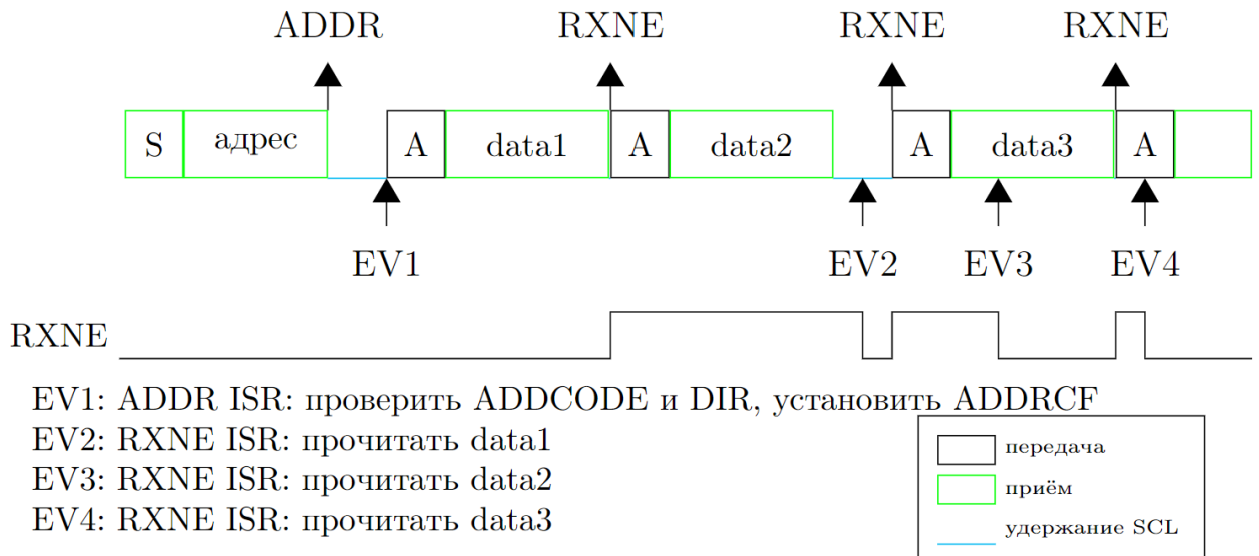 ADDR RXNE RXNE RXNE
S адрес A data1 A data2 A data3 A
EV1 EV2 EV3 EV4
RXNE
EV1: ADDR ISR: проверить ADDCODE и DIR, установить ADDRCF
EV2: RXNE ISR: прочитать data1
EV3: RXNE ISR: прочитать data2
EV4: RXNE ISR: прочитать data3
передача
приём
удержание SCL